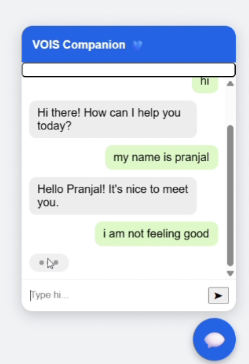 VOIS Companion
hi
Hi there! How can I help you
today?
my name is pranjal
Hello Pranjal! It's nice to meet
you.
i am not feeling good
Type hi...